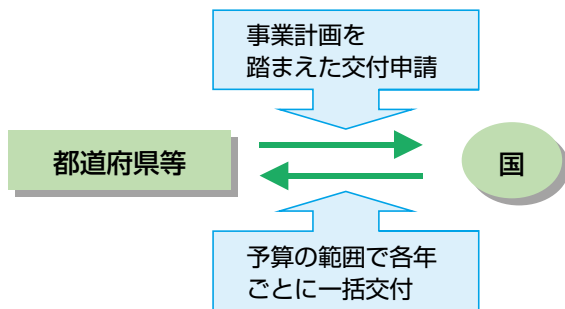 事業計画を
踏まえた交付申請
都道府県等
国
予算の範囲で各年
ごとに一括交付